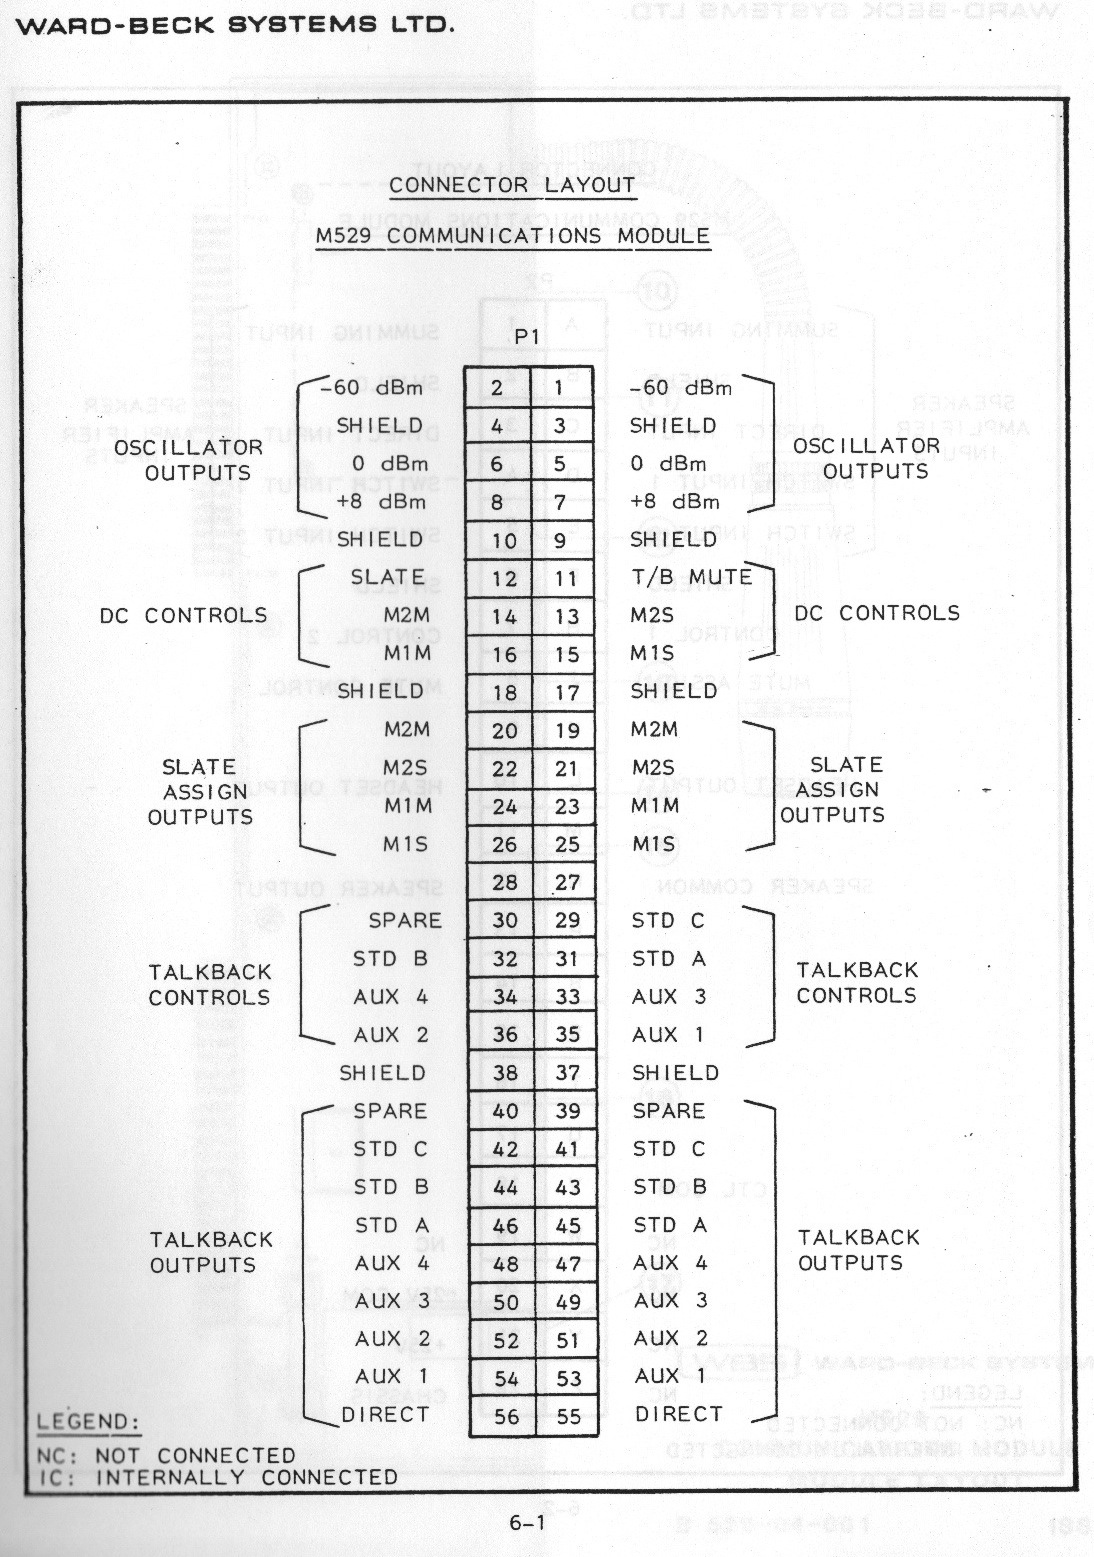 WARD-BECK SYSTEMS LTD.
CONNECTOR LAYOUT
M529 COMMUNICATIONS MODULE
P1
-60 dBm 2 1 -60 dBm
SHIELD 4 3 SHIELD
OSCILLATOR OUTPUTS
0 dBm 6 5 0 dBm
OSCILLATOR OUTPUTS
+8 dBm 8 7 +8 dBm
SHIELD 10 9 SHIELD
SLATE 12 11 T/B MUTE
DC CONTROLS M2M 14 13 M2S DC CONTROLS
M1M 16 15 M1S
SHIELD 18 17 SHIELD
M2M 20 19 M2M
SLATE M2S 22 21 M2S SLATE
ASSIGN ASSIGN
M1M 24 23 M1M
OUTPUTS OUTPUTS
M1S 26 25 M1S
28 27
SPARE 30 29 STD C
STD B 32 31 STD A
TALKBACK TALKBACK
CONTROLS AUX 4 34 33 AUX 3 CONTROLS
AUX 2 36 35 AUX 1
SHIELD 38 37 SHIELD
SPARE 40 39 SPARE
STD C 42 41 STD C
STD B 44 43 STD B
STD A 46 45 STD A
TALKBACK TALKBACK
OUTPUTS AUX 4 48 47 AUX 4 OUTPUTS
AUX 3 50 49 AUX 3
AUX 2 52 51 AUX 2
AUX 1 54 53 AUX 1
DIRECT 56 55 DIRECT
LEGEND:
NC: NOT CONNECTED
IC: INTERNALLY CONNECTED
6-1